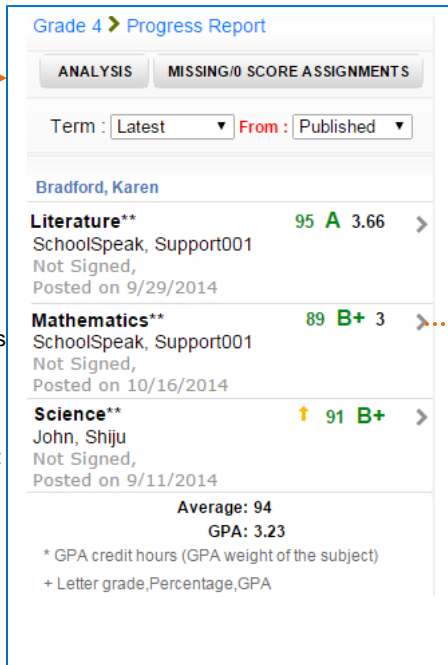 Grade 4 > Progress Report
ANALYSIS MISSING/0 SCORE ASSIGNMENTS
Term : Latest From : Published
Bradford, Karen
Literature** 95 A 3.66
SchoolSpeak, Support001
Not Signed,
Posted on 9/29/2014
Mathematics** 89 B+ 3
SchoolSpeak, Support001
Not Signed,
Posted on 10/16/2014
Science** ↑ 91 B+
John, Shiju
Not Signed,
Posted on 9/11/2014
Average: 94
GPA: 3.23
* GPA credit hours (GPA weight of the subject)
+ Letter grade,Percentage,GPA